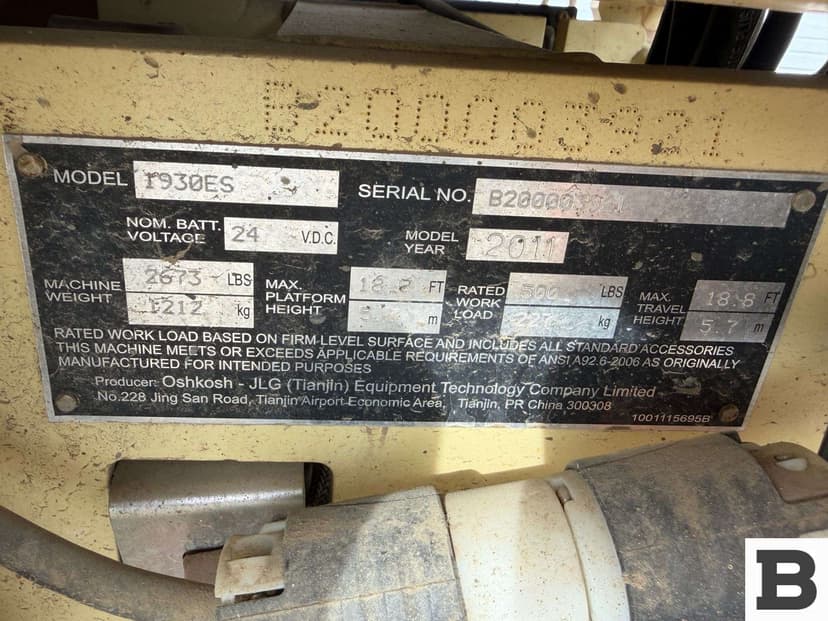 MODEL 1930ES SERIAL NO.
NOM. BATT.
VOLTAGE 24 V.D.C. MODEL
YEAR 2011
MACHINE
WEIGHT 2673 LBS
1212 kg
MAX.
PLATFORM
HEIGHT FT
m
RATED
WORK
LOAD 500 LBS
kg
MAX.
TRAVEL
HEIGHT 18.8 FT
5.7 m
RATED WORK LOAD BASED ON FIRM LEVEL SURFACE AND INCLUDES ALL STANDARD ACCESSORIES
THIS MACHINE MEETS OR EXCEEDS APPLICABLE REQUIREMENTS OF ANSI A92.6-2006 AS ORIGINALLY
MANUFACTURED FOR INTENDED PURPOSES
Producer: Oshkosh - JLG (Tianjin) Equipment Technology Company Limited
No.228 Jing San Road, Tianjin Airport Economic Area, Tianjin, PR China 300308
1001115695B
B